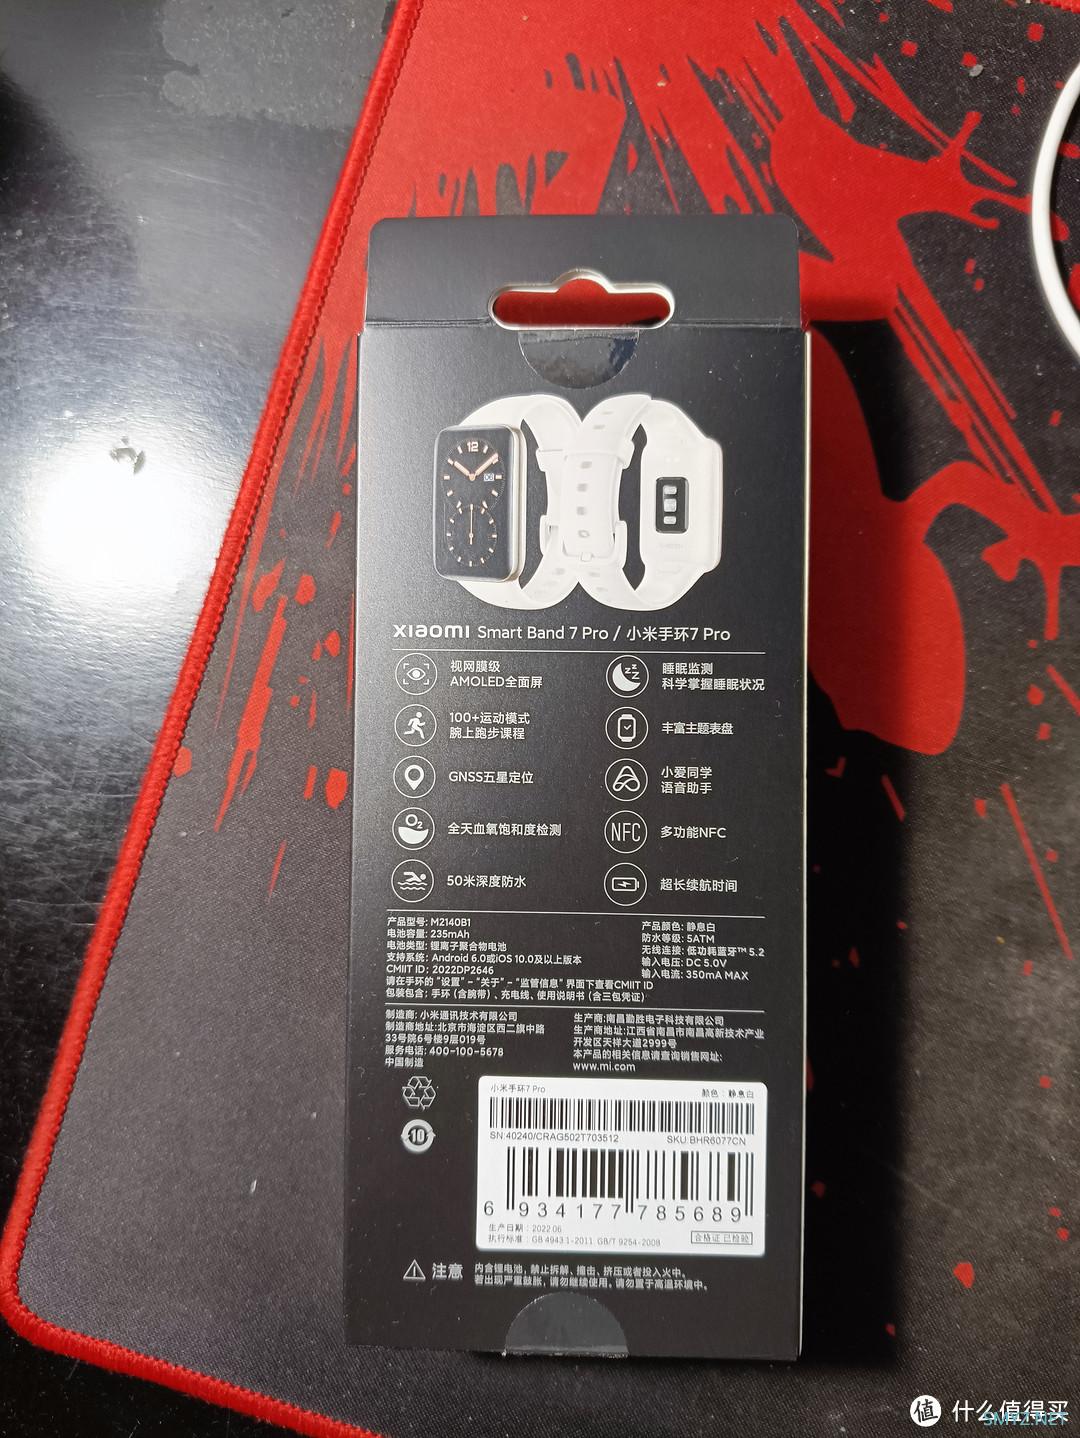 xiaomi Smart Band 7 Pro / 小米手环7 Pro
视网膜级
AMOLED全面屏
睡眠监测
科学掌握睡眠状况
100+运动模式
腕上跑步课程
丰富主题表盘
GNSS五星定位
小爱同学
语音助手
O2
全天血氧饱和度检测
NFC
多功能NFC
50米深度防水
超长续航时间
产品型号: M2140B1
电池容量: 235mAh
电池类型: 锂离子聚合物电池
支持系统: Android 6.0或iOS 10.0及以上版本
CMIIT ID: 2022DP2646
请在手环的 “设置” - “关于” - “监管信息” 界面下查看CMIIT ID
包装包含: 手环 (含腕带) 、充电线、使用说明书 (含三包凭证)
产品颜色: 静息白
防水等级: 5ATM
无线连接: 低功耗蓝牙™ 5.2
输入电压: DC 5.0V
输入电流: 350mA MAX
制造商: 小米通讯技术有限公司
制造商地址:北京市海淀区西二旗中路
33号院6号楼9层019号
服务电话: 400-100-5678
中国制造
生产商: 南昌勤胜电子科技有限公司
生产商地址:江西省南昌市南昌高新技术产业
开发区天祥大道2999号
本产品的相关信息请查询销售网址:
www.mi.com
10
小米手环7 Pro
颜色：静息白
SN:40240/CRAG502T703512
SKU:BHR6077CN
6 934177 785689
生产日期：2022.06
执行标准：GB 4943.1-2011 GB/T 9254-2008
合格证 已检验
注意
内含锂电池，禁止拆解、撞击、挤压或者投入火中。
若出现严重鼓胀，请勿继续使用。请勿置于高温环境中。
值 什么值得买
SMYZ.NET